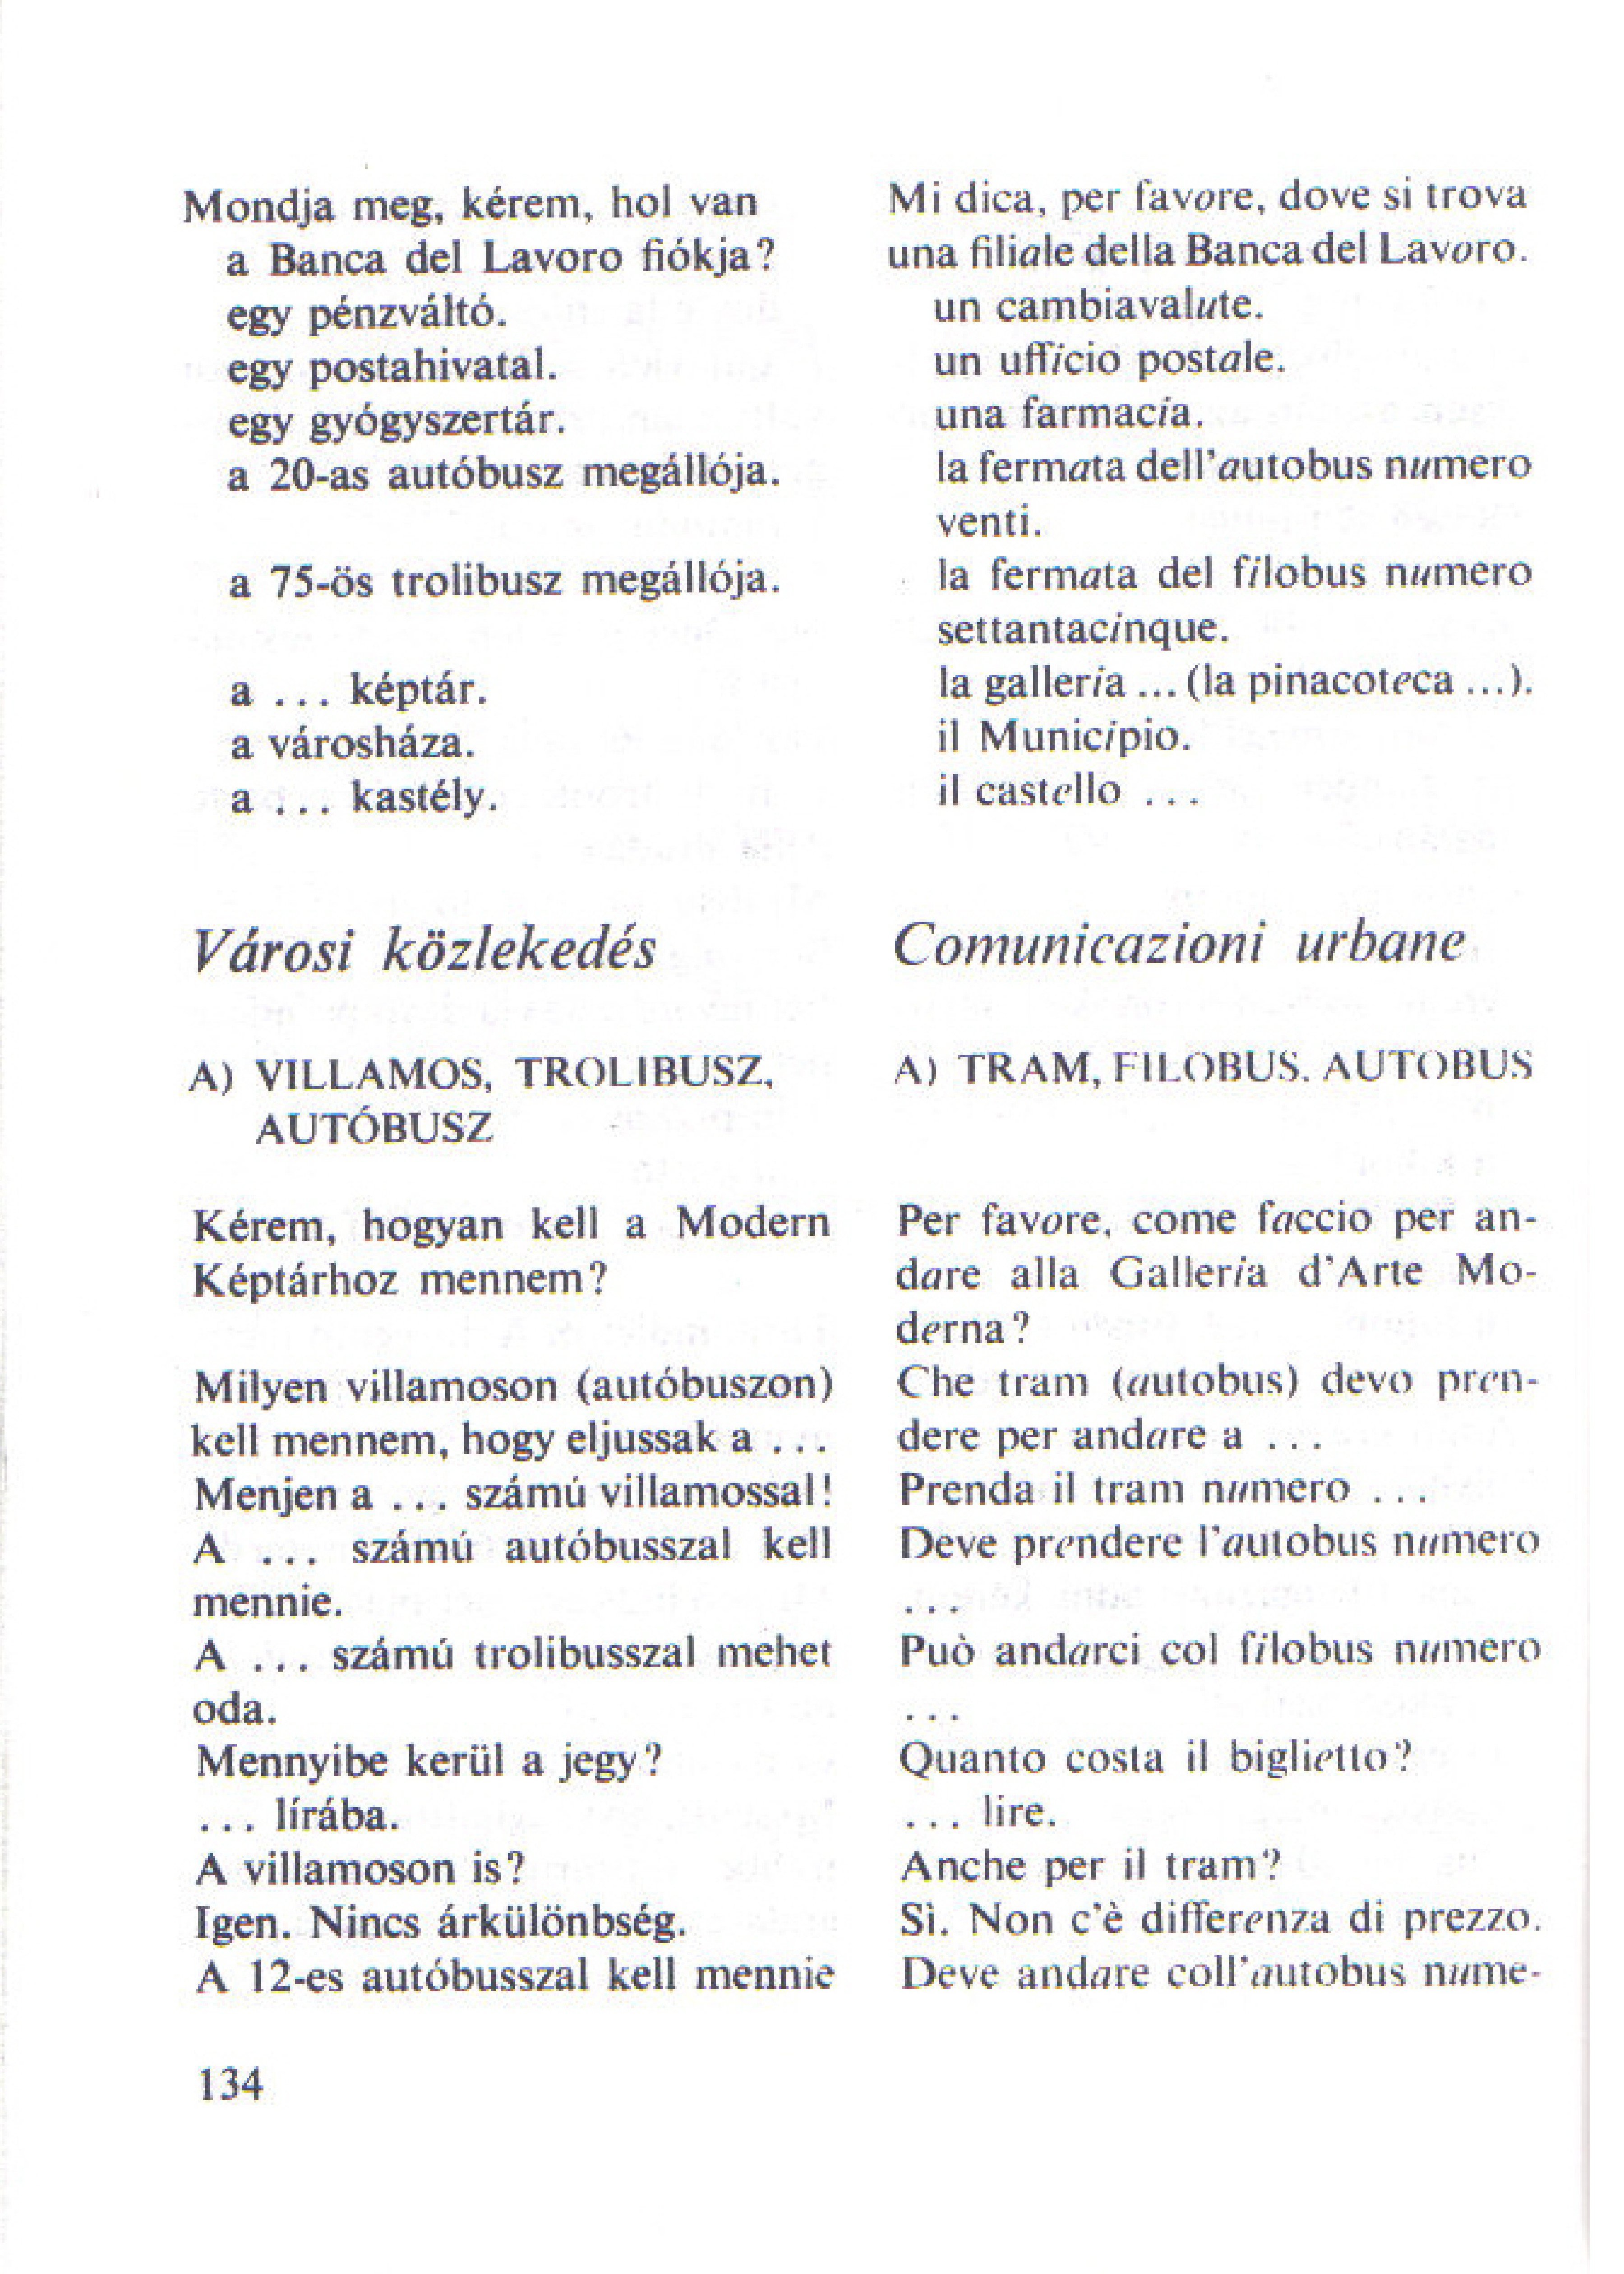 Mondja meg, kérem, hol van
a Banca del Lavoro fiókja?
egy pénzváltó.
egy postahivatal.
egy gyógyszertár.
a 20-as autóbusz megállója.
a 75-ös trolibusz megállója.
a ... képtár.
a városháza.
a ... kastély.
Mi dica, per favore, dove si trova
una filiale della Banca del Lavoro.
un cambiavalute.
un ufficio postale.
una farmacia.
la fermata dell'autobus numero
venti.
la fermata del filobus numero
settantacinque.
la galleria ... (la pinacoteca ...).
il Municipio.
il castello ...
Városi közlekedés
Comunicazioni urbane
A) VILLAMOS, TROLIBUSZ,
AUTÓBUSZ
A) TRAM, FILOBUS. AUTOBUS
Kérem, hogyan kell a Modern
Képtárhoz mennem?
Milyen villamoson (autóbuszon)
kell mennem, hogy eljussak a ...
Menjen a ... számú villamossal!
A ... számú autóbusszal kell
mennie.
A ... számú trolibusszal mehet
oda.
Mennyibe kerül a jegy?
... lírába.
A villamoson is?
Igen. Nincs árkülönbség.
A 12-es autóbusszal kell mennie
Per favore, come faccio per an-
dare alla Galleria d'Arte Mo-
derna?
Che tram (autobus) devo pren-
dere per andare a ...
Prenda il tram numero ...
Deve prendere l'autobus numero
...
Può andarci col filobus numero
...
Quanto costa il biglietto?
... lire.
Anche per il tram?
Sì. Non c'è differenza di prezzo.
Deve andare coll'autobus nume-
134